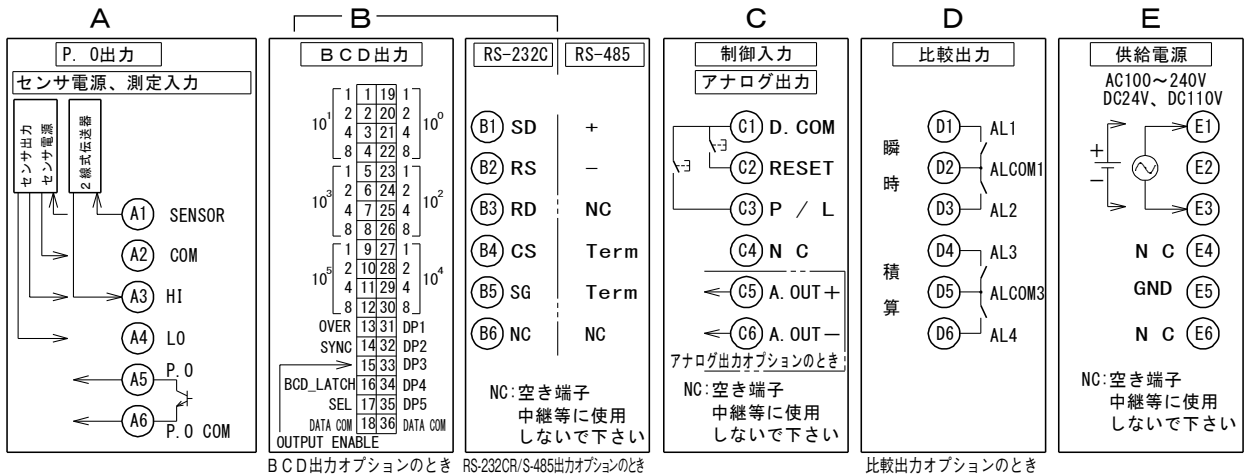 A
P. O出力
センサ電源、測定入力
センサ出力
センサ電源
2線式伝送器
A1 SENSOR
A2 COM
A3 HI
A4 LO
A5 P.O
A6 P.O COM
B
BCD出力
10¹ 1 1 19 1 10⁰
2 2 20 2
4 3 21 4
8 4 22 8
10³ 1 5 23 1 10²
2 6 24 2
4 7 25 4
8 8 26 8
10⁵ 1 9 27 1 10⁴
2 10 28 2
4 11 29 4
8 12 30 8
OVER 13 31 DP1
SYNC 14 32 DP2
15 33 DP3
BCD_LATCH 16 34 DP4
SEL 17 35 DP5
DATA COM 18 36 DATA COM
OUTPUT ENABLE
BCD出力オプションのとき
RS-232C RS-485
B1 SD +
B2 RS −
B3 RD NC
B4 CS Term
B5 SG Term
B6 NC NC
NC:空き端子
中継等に使用
しないで下さい
RS-232CR/S-485出力オプションのとき
C
制御入力
アナログ出力
C1 D. COM
C2 RESET
C3 P / L
C4 N C
C5 A. OUT+
C6 A. OUT−
アナログ出力オプションのとき
NC:空き端子
中継等に使用
しないで下さい
D
比較出力
瞬時
D1 AL1
D2 ALCOM1
D3 AL2
積算
D4 AL3
D5 ALCOM3
D6 AL4
比較出力オプションのとき
E
供給電源
AC100〜240V
DC24V、DC110V
+
−
E1
E2
E3
N C E4
GND E5
N C E6
NC:空き端子
中継等に使用
しないで下さい